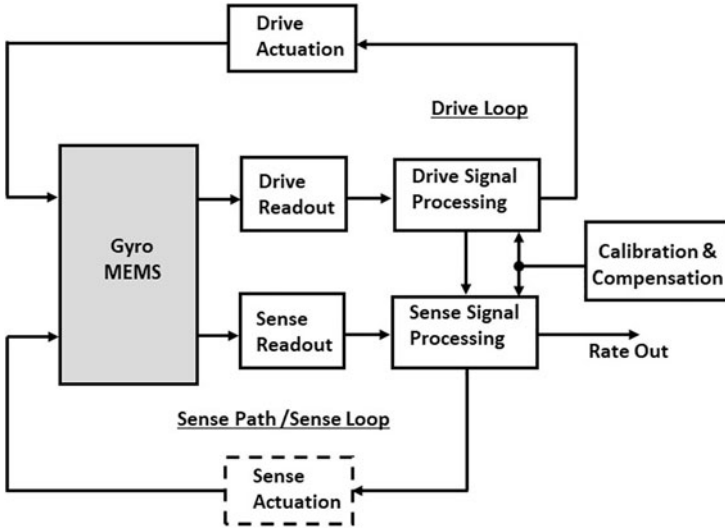 Drive
Actuation
Drive Loop
Gyro
MEMS
Drive
Readout
Drive Signal
Processing
Calibration &
Compensation
Sense
Readout
Sense Signal
Processing
Rate Out
Sense Path /Sense Loop
Sense
Actuation